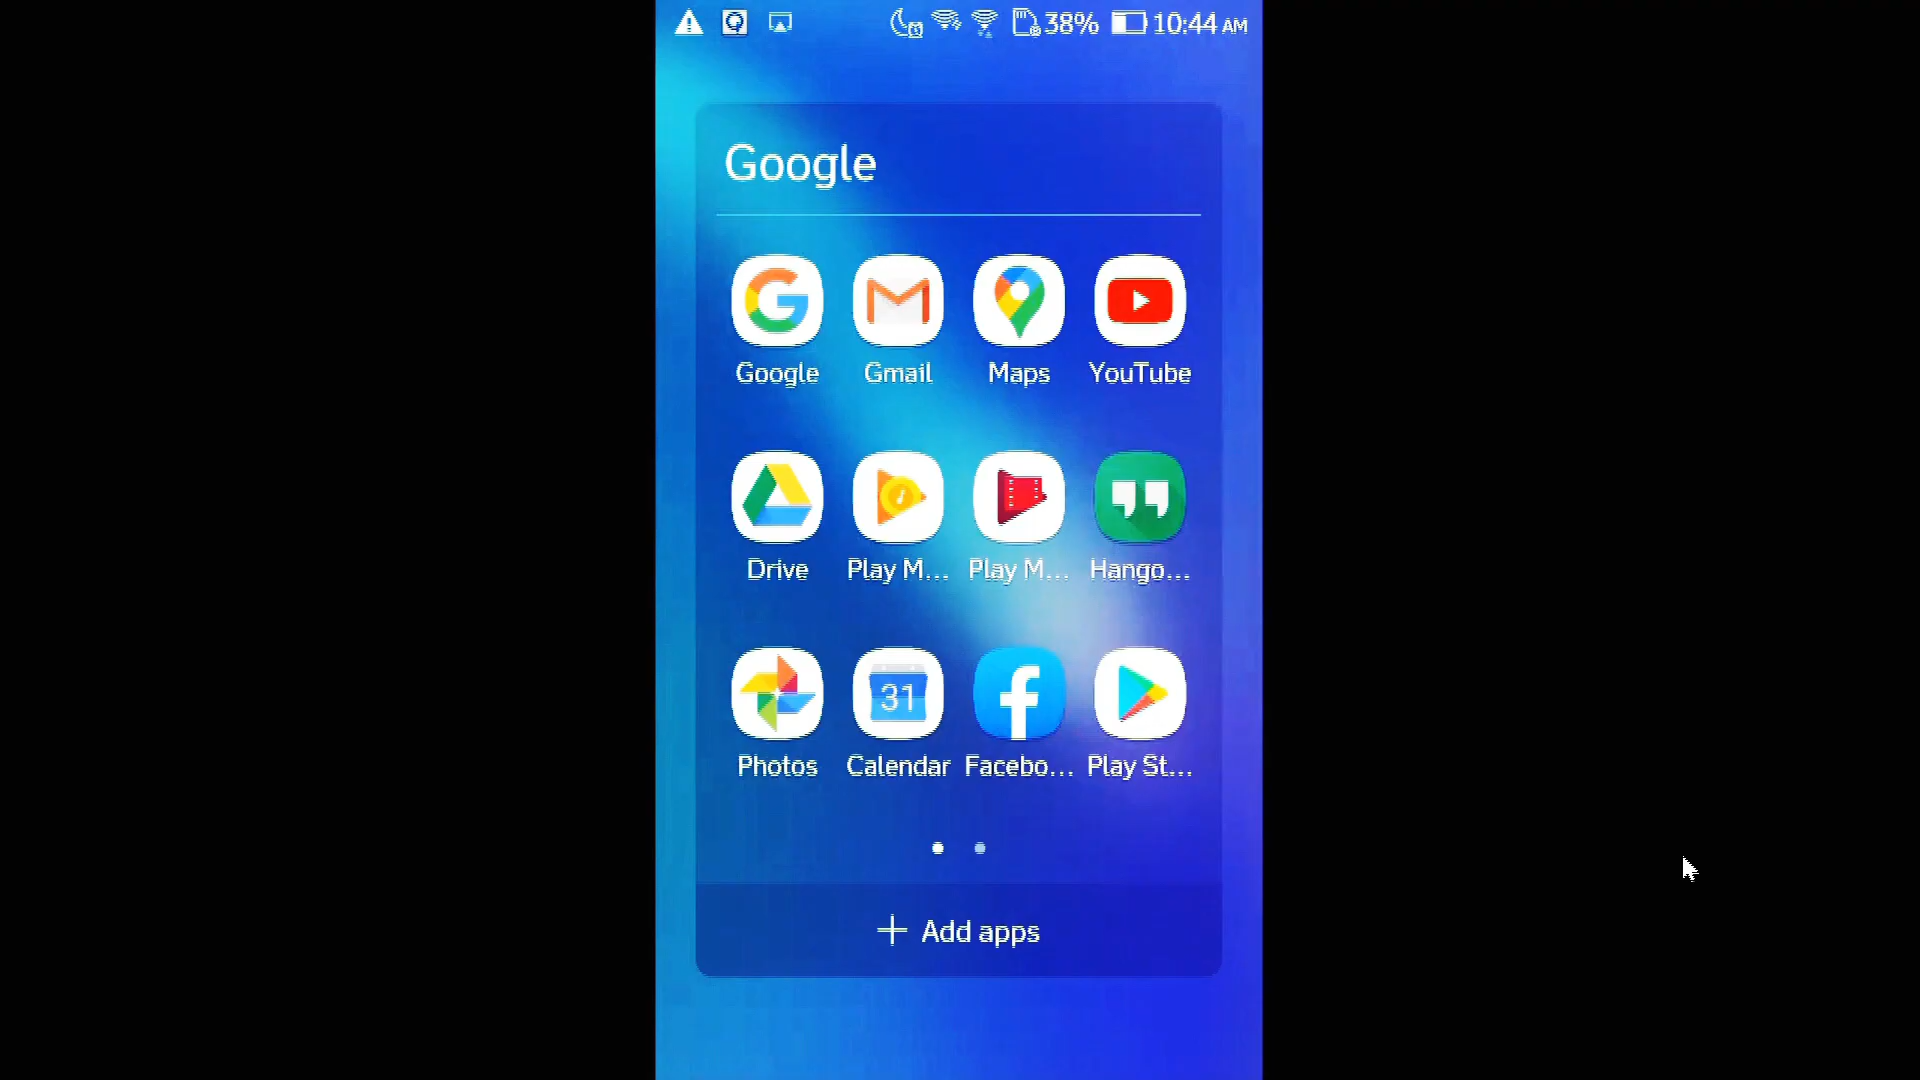 38% 10:44 AM
Google
Google Gmail Maps YouTube
Drive Play M... Play M... Hango...
31
Photos Calendar Facebo... Play St...
Add apps